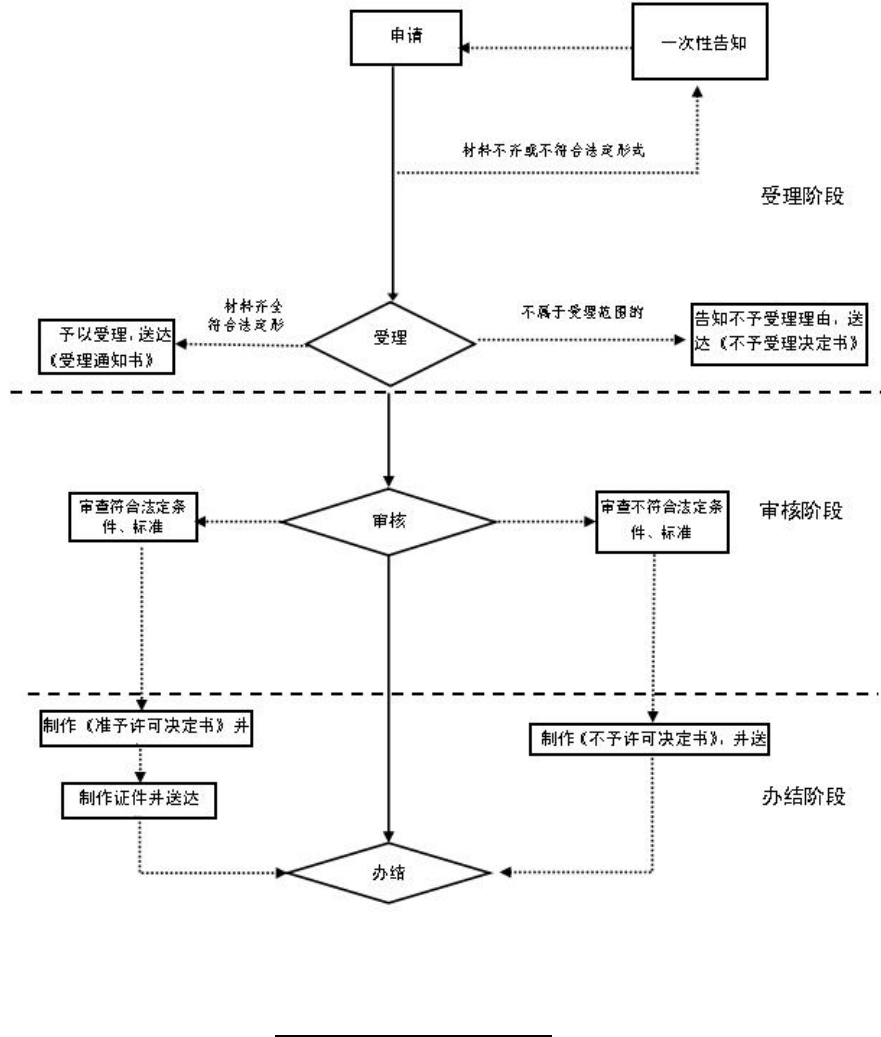 申请
一次性告知
材料不齐或不符合法定形式
受理阶段
材料齐全
符合法定形
不属于受理范围的
予以受理，送达
《受理通知书》
受理
告知不予受理理由，送
达《不予受理决定书》
审查符合法定条
件、标准
审核
审查不符合法定条
件、标准
审核阶段
制作《准予许可决定书》并
制作《不予许可决定书》，并送
制作证件并送达
办结阶段
办结